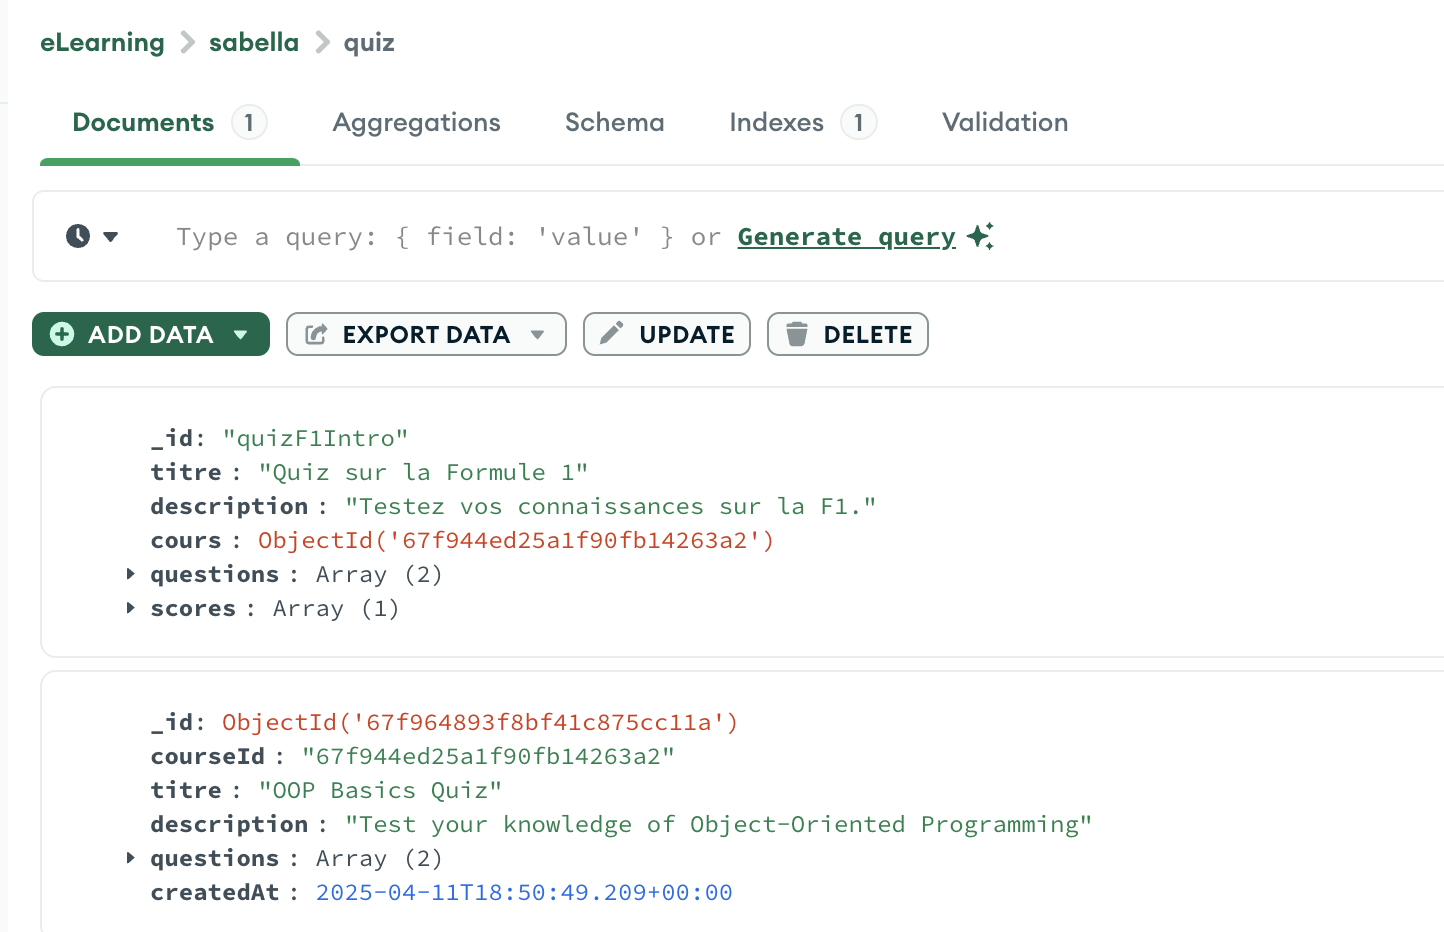 eLearning > sabella > quiz
Documents 1 Aggregations Schema Indexes 1 Validation
Type a query: { field: 'value' } or Generate query
ADD DATA EXPORT DATA UPDATE DELETE
_id: "quizF1Intro"
titre : "Quiz sur la Formule 1"
description : "Testez vos connaissances sur la F1."
cours : ObjectId('67f944ed25a1f90fb14263a2')
questions : Array (2)
scores : Array (1)
_id: ObjectId('67f964893f8bf41c875cc11a')
courseId : "67f944ed25a1f90fb14263a2"
titre : "OOP Basics Quiz"
description : "Test your knowledge of Object-Oriented Programming"
questions : Array (2)
createdAt : 2025-04-11T18:50:49.209+00:00